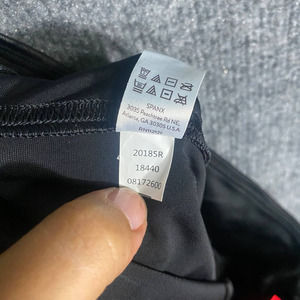 SPANX
3035 Peachtree Rd NE,
Atlanta, GA 30305 U.S.A
20185R
18440
08172600